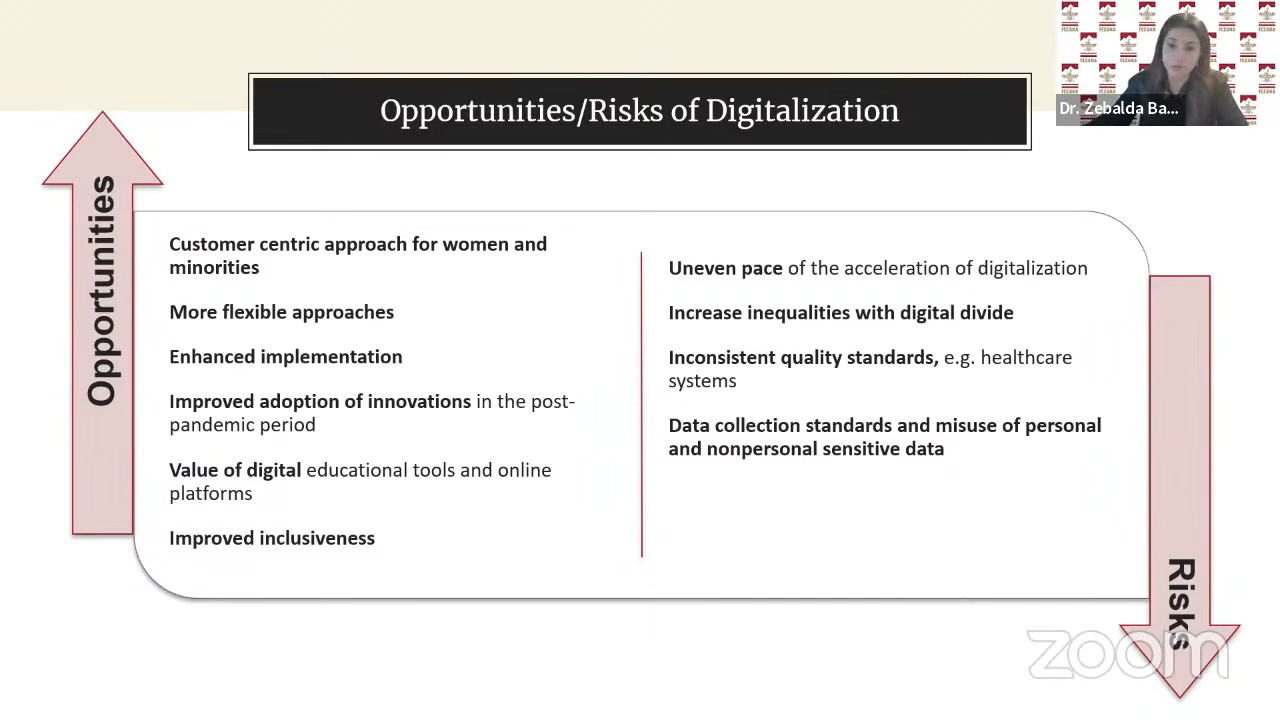 FEZANA
Dr. Zebalda Ba...
Opportunities/Risks of Digitalization
Opportunities
Customer centric approach for women and
minorities
More flexible approaches
Enhanced implementation
Improved adoption of innovations in the post-
pandemic period
Value of digital educational tools and online
platforms
Improved inclusiveness
Uneven pace of the acceleration of digitalization
Increase inequalities with digital divide
Inconsistent quality standards, e.g. healthcare
systems
Data collection standards and misuse of personal
and nonpersonal sensitive data
Risks
zoom